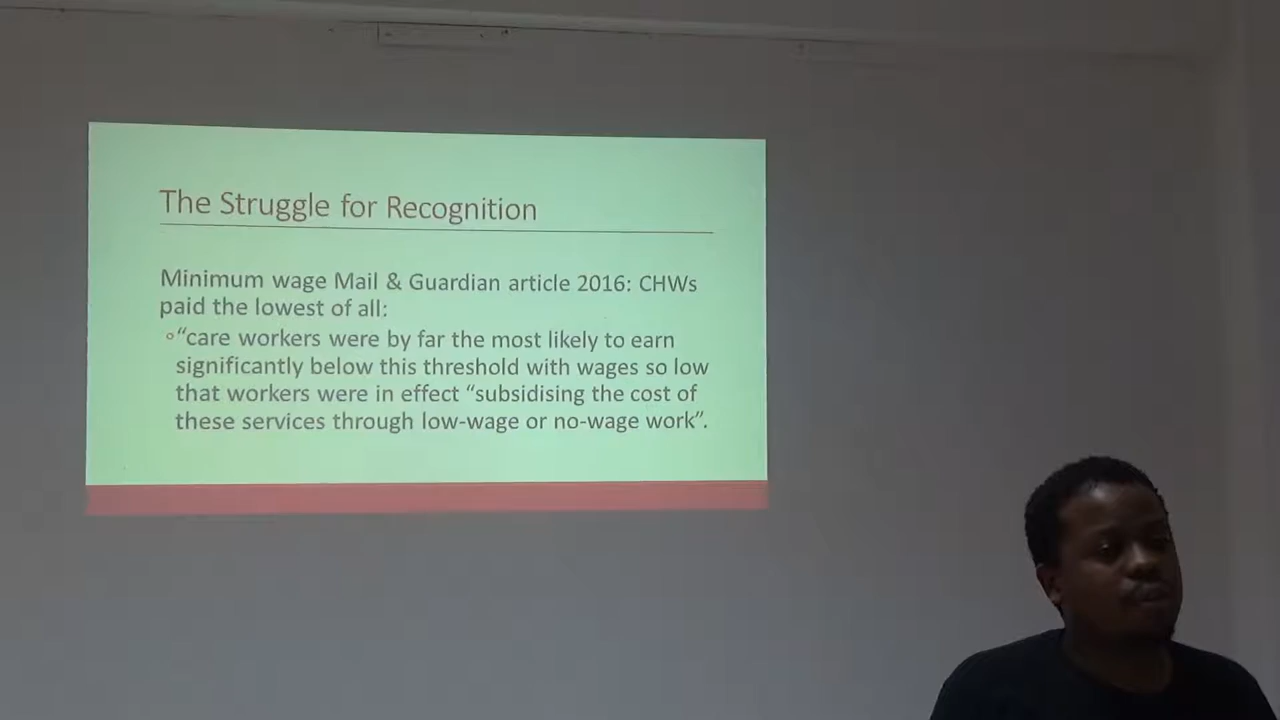 The Struggle for Recognition
Minimum wage Mail & Guardian article 2016: CHWs
paid the lowest of all:
◦“care workers were by far the most likely to earn
significantly below this threshold with wages so low
that workers were in effect “subsidising the cost of
these services through low-wage or no-wage work”.